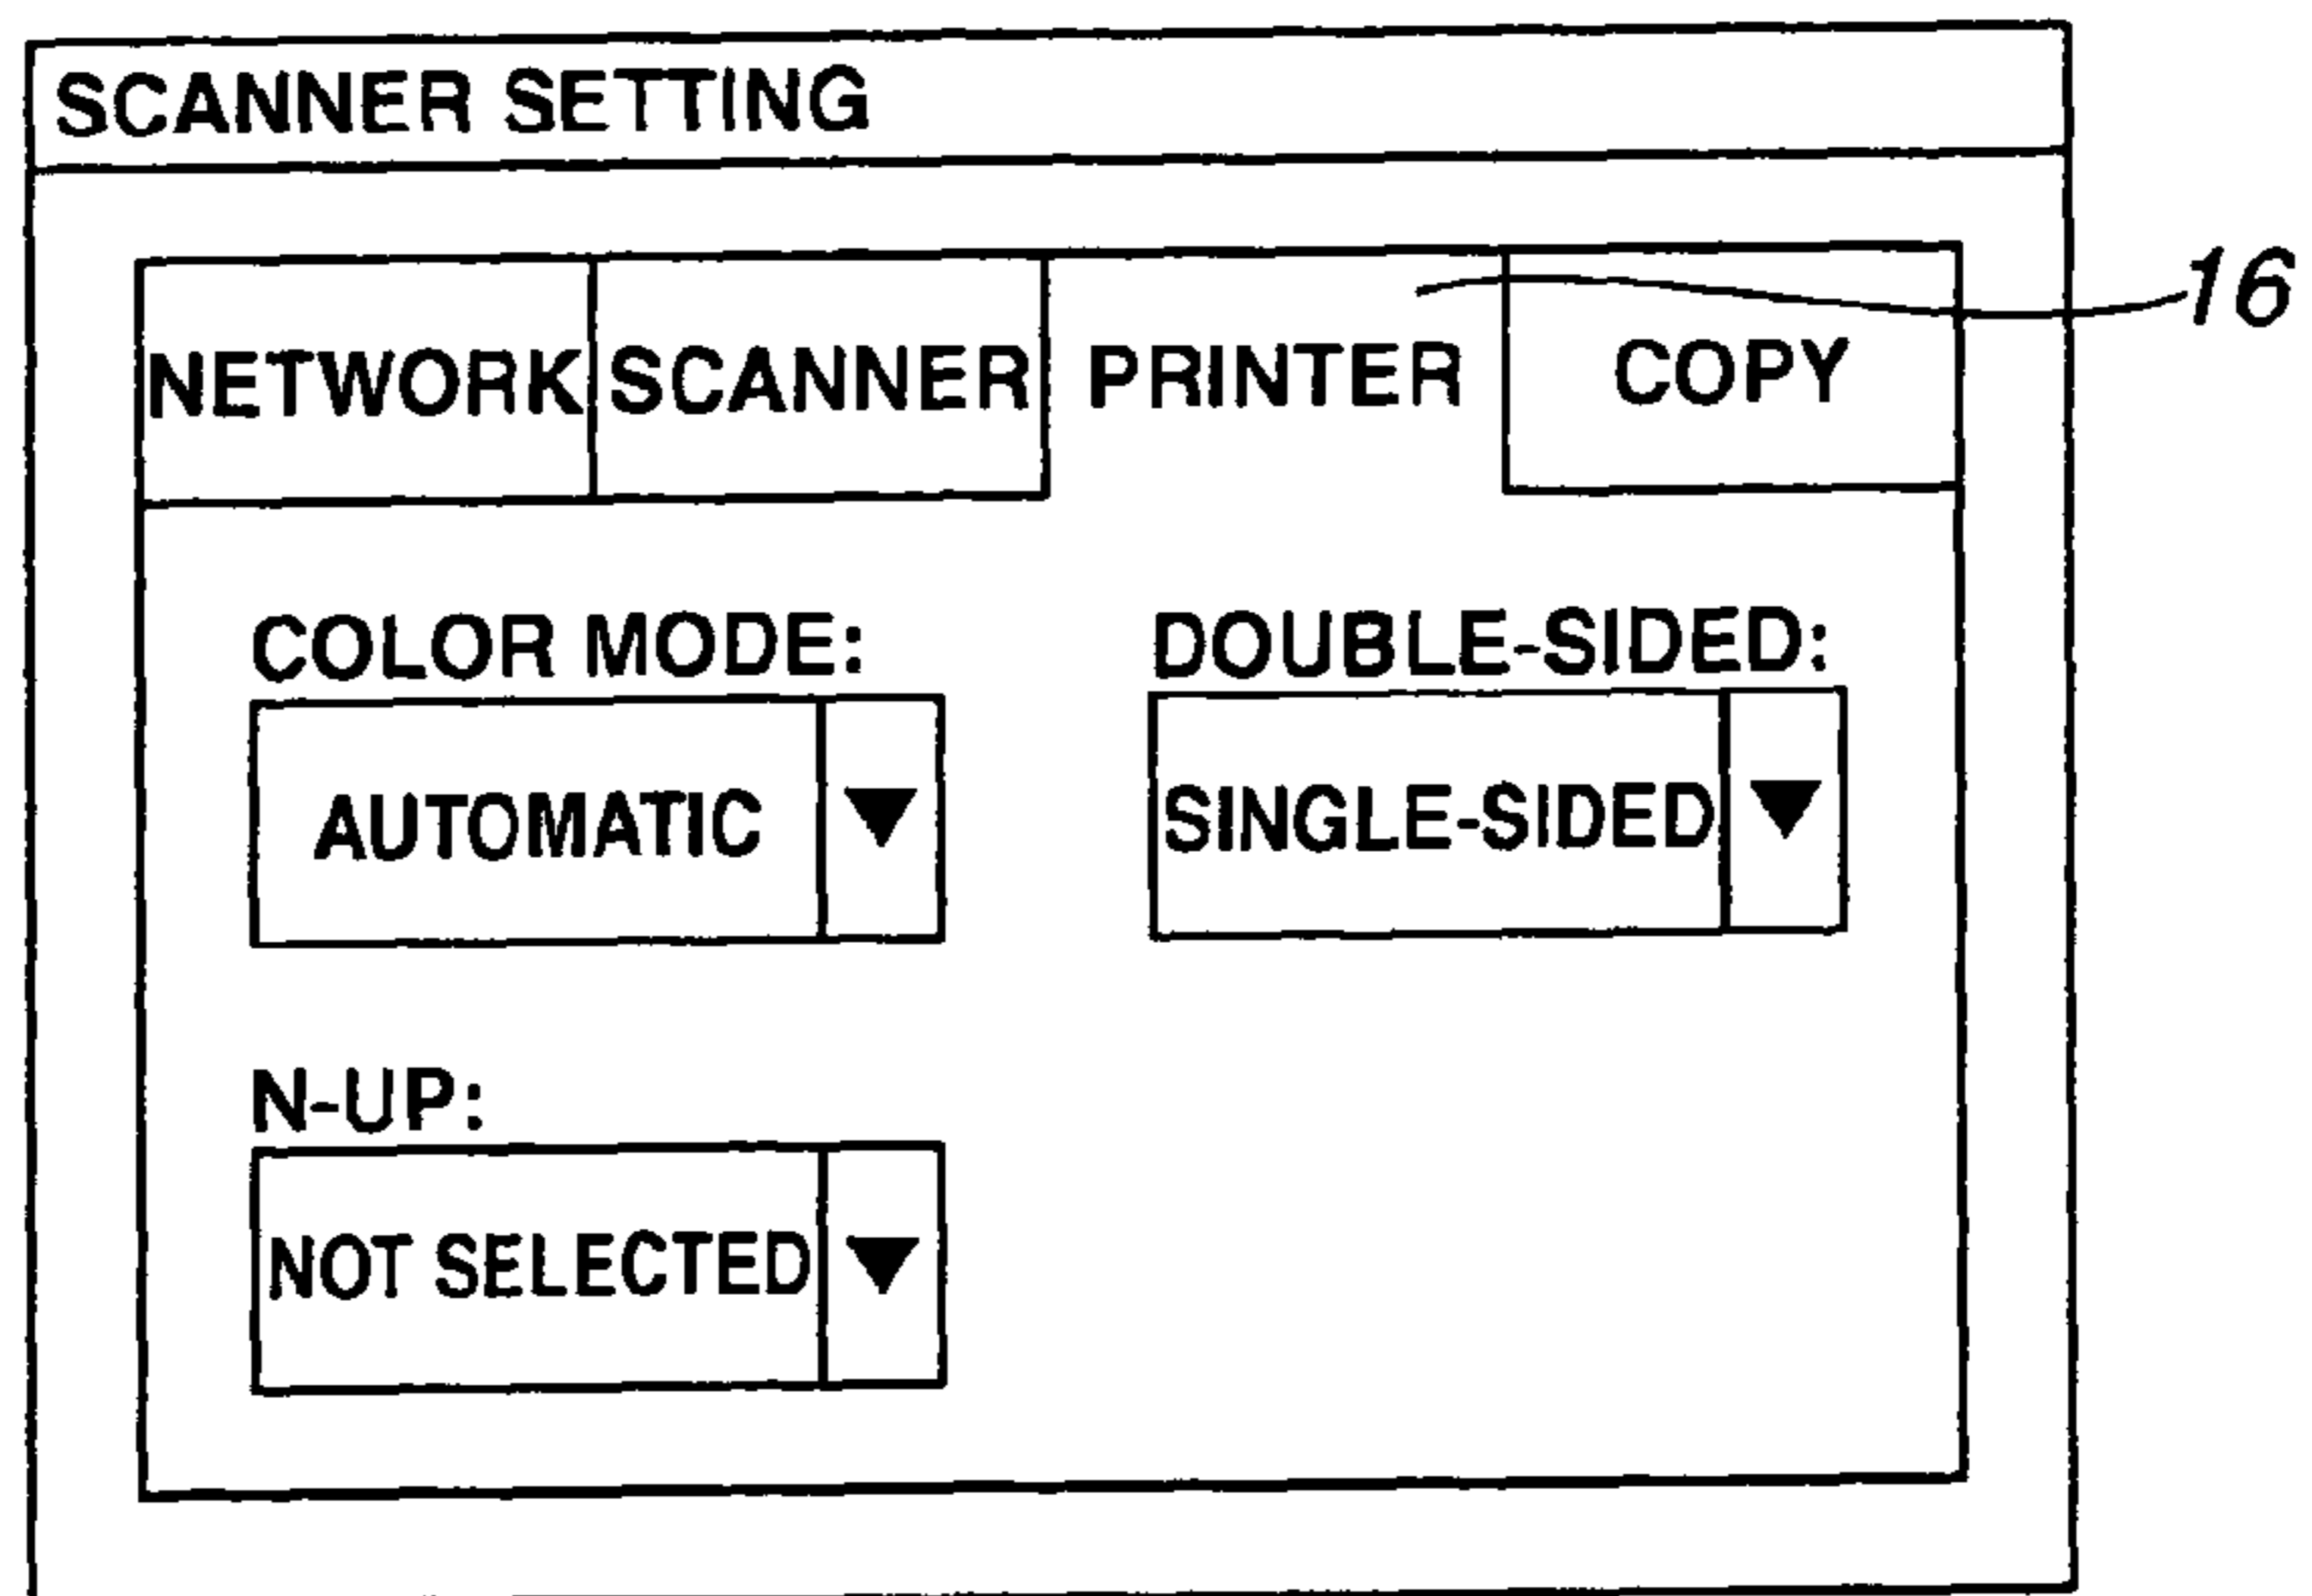 SCANNER SETTING
16
NETWORK SCANNER PRINTER COPY
COLOR MODE: DOUBLE-SIDED:
AUTOMATIC SINGLE-SIDED
N-UP:
NOT SELECTED